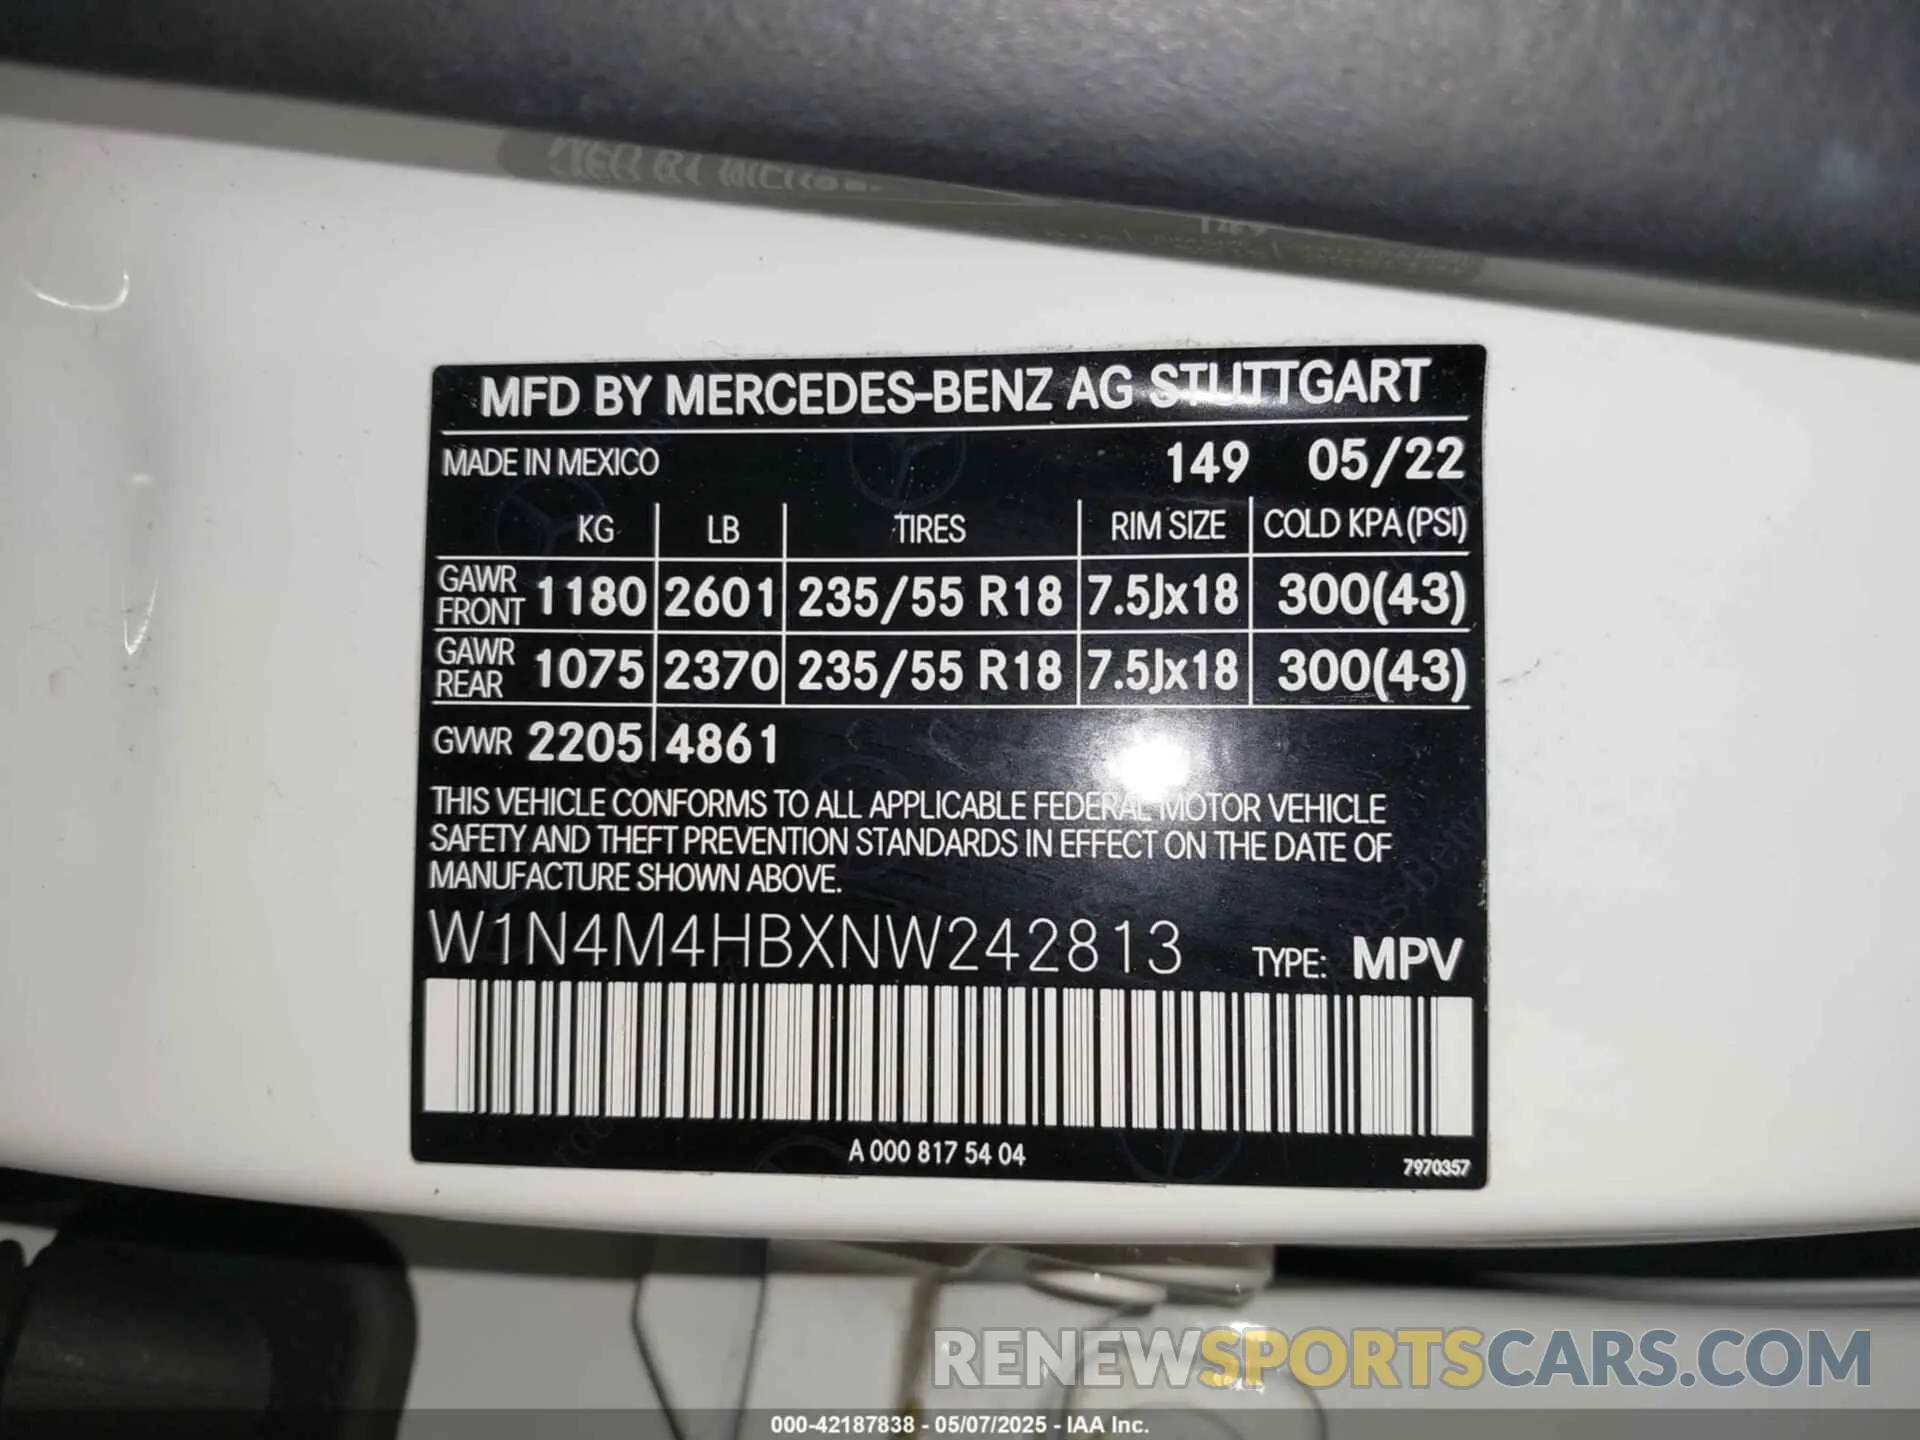 MFD BY MERCEDES-BENZ AG STUTTGART
MADE IN MEXICO 149 05/22
KG LB TIRES RIM SIZE COLD KPA (PSI)
GAWR FRONT 1180 2601 235/55 R18 7.5Jx18 300(43)
GAWR REAR 1075 2370 235/55 R18 7.5Jx18 300(43)
GVWR 2205 4861
THIS VEHICLE CONFORMS TO ALL APPLICABLE FEDERAL MOTOR VEHICLE
SAFETY AND THEFT PREVENTION STANDARDS IN EFFECT ON THE DATE OF
MANUFACTURE SHOWN ABOVE.
W1N4M4HBXNW242813 TYPE: MPV
A 000 817 54 04
7970357
RENEWSPORTSCARS.COM
000-42187838 - 05/07/2025 - IAA Inc.